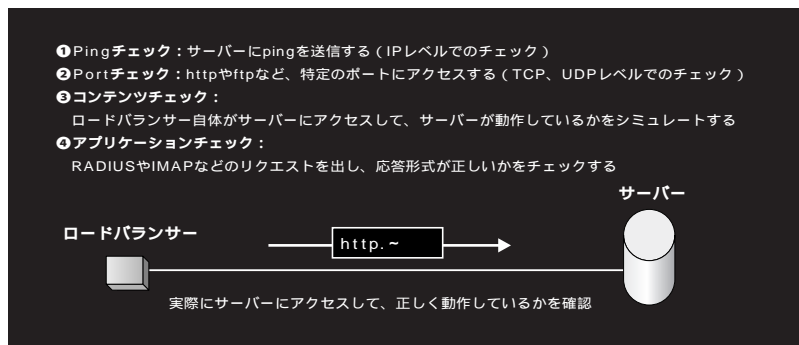 ❶Pingチェック：サーバーにpingを送信する（IPレベルでのチェック）
❷Portチェック：httpやftpなど、特定のポートにアクセスする（TCP、UDPレベルでのチェック）
❸コンテンツチェック：
ロードバランサー自体がサーバーにアクセスして、サーバーが動作しているかをシミュレートする
❹アプリケーションチェック：
RADIUSやIMAPなどのリクエストを出し、応答形式が正しいかをチェックする
サーバー
ロードバランサー
http.~
実際にサーバーにアクセスして、正しく動作しているかを確認